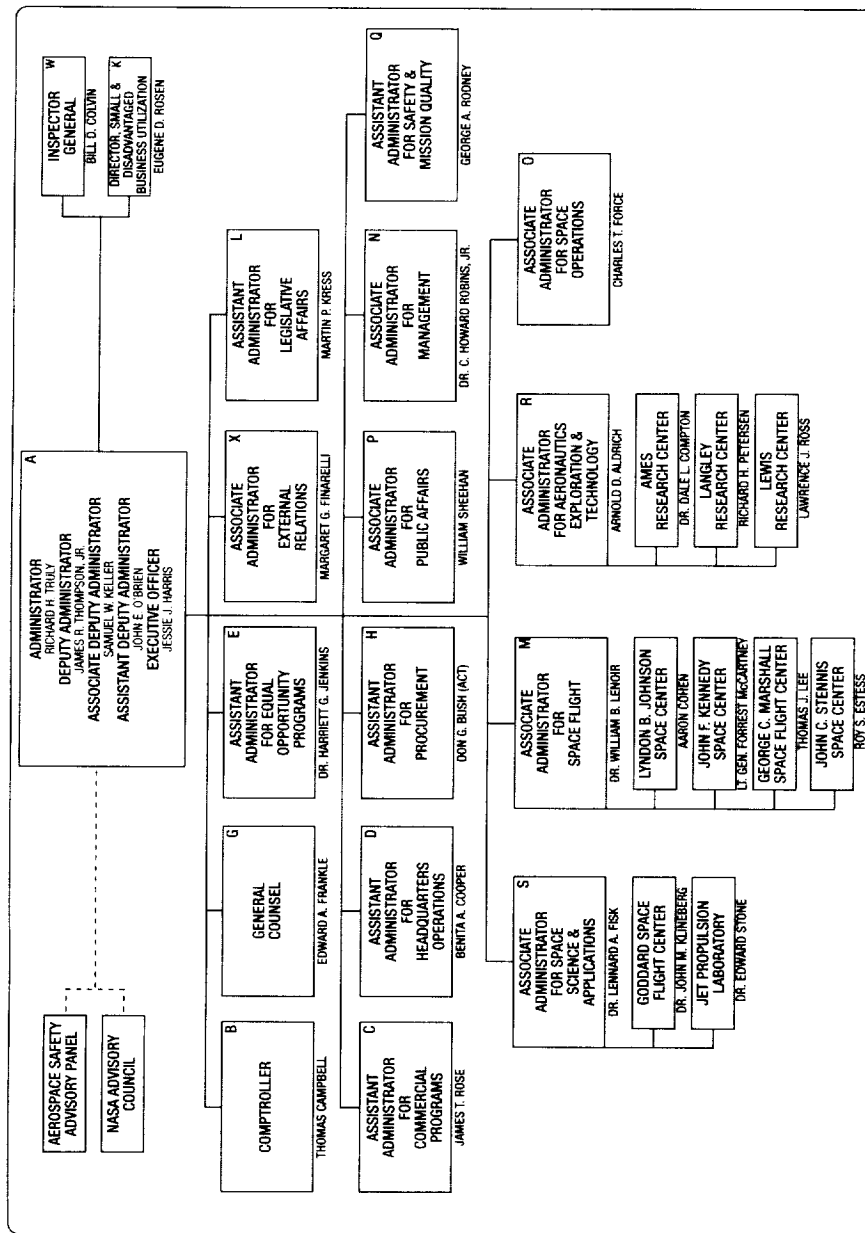 A
ADMINISTRATOR
RICHARD H. TRULY
DEPUTY ADMINISTRATOR
JAMES R. THOMPSON, JR.
ASSOCIATE DEPUTY ADMINISTRATOR
SAMUEL W. KELLER
ASSISTANT DEPUTY ADMINISTRATOR
JOHN E. O'BRIEN
EXECUTIVE OFFICER
JESSIE J. HARRIS
AEROSPACE SAFETY
ADVISORY PANEL
NASA ADVISORY
COUNCIL
W
INSPECTOR
GENERAL
BILL D. COLVIN
K
DIRECTOR, SMALL &
DISADVANTAGED
BUSINESS UTILIZATION
EUGENE D. ROSEN
B
COMPTROLLER
THOMAS CAMPBELL
G
GENERAL
COUNSEL
EDWARD A. FRANKLE
E
ASSISTANT
ADMINISTRATOR
FOR EQUAL
OPPORTUNITY
PROGRAMS
DR. HARRIETT G. JENKINS
X
ASSOCIATE
ADMINISTRATOR
FOR
EXTERNAL
RELATIONS
MARGARET G. FINARELLI
L
ASSISTANT
ADMINISTRATOR
FOR
LEGISLATIVE
AFFAIRS
MARTIN P. KRESS
C
ASSISTANT
ADMINISTRATOR
FOR
COMMERCIAL
PROGRAMS
JAMES T. ROSE
D
ASSISTANT
ADMINISTRATOR
FOR
HEADQUARTERS
OPERATIONS
BENITA A. COOPER
H
ASSISTANT
ADMINISTRATOR
FOR
PROCUREMENT
DON G. BUSH (ACT)
P
ASSOCIATE
ADMINISTRATOR
FOR
PUBLIC AFFAIRS
WILLIAM SHEEHAN
N
ASSOCIATE
ADMINISTRATOR
FOR
MANAGEMENT
DR. C. HOWARD ROBINS, JR.
Q
ASSISTANT
ADMINISTRATOR
FOR SAFETY &
MISSION QUALITY
GEORGE A. RODNEY
S
ASSOCIATE
ADMINISTRATOR
FOR SPACE
SCIENCE &
APPLICATIONS
DR. LENNARD A. FISK
GODDARD SPACE
FLIGHT CENTER
DR. JOHN M. KLINEBERG
JET PROPULSION
LABORATORY
DR. EDWARD STONE
M
ASSOCIATE
ADMINISTRATOR
FOR
SPACE FLIGHT
DR. WILLIAM B. LENOIR
LYNDON B. JOHNSON
SPACE CENTER
AARON COHEN
JOHN F. KENNEDY
SPACE CENTER
LT. GEN. FORREST McCARTNEY
GEORGE C. MARSHALL
SPACE FLIGHT CENTER
THOMAS J. LEE
JOHN C. STENNIS
SPACE CENTER
ROY S. ESTESS
R
ASSOCIATE
ADMINISTRATOR
FOR AERONAUTICS
EXPLORATION &
TECHNOLOGY
ARNOLD D. ALDRICH
AMES
RESEARCH CENTER
DR. DALE L. COMPTON
LANGLEY
RESEARCH CENTER
RICHARD H. PETERSEN
LEWIS
RESEARCH CENTER
LAWRENCE J. ROSS
O
ASSOCIATE
ADMINISTRATOR
FOR SPACE
OPERATIONS
CHARLES T. FORCE